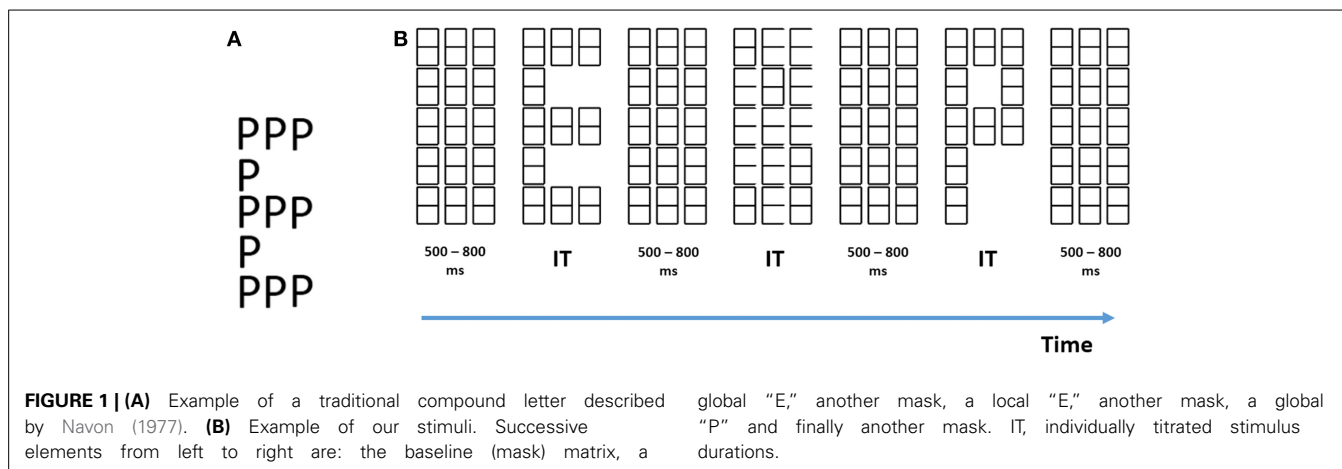 A
B
PPP
P
PPP
P
PPP
500 – 800
ms
IT
500 – 800
ms
IT
500 – 800
ms
IT
500 – 800
ms
Time
FIGURE 1 | (A) Example of a traditional compound letter described
by Navon (1977). (B) Example of our stimuli. Successive
elements from left to right are: the baseline (mask) matrix, a
global “E,” another mask, a local “E,” another mask, a global
“P” and finally another mask. IT, individually titrated stimulus
durations.